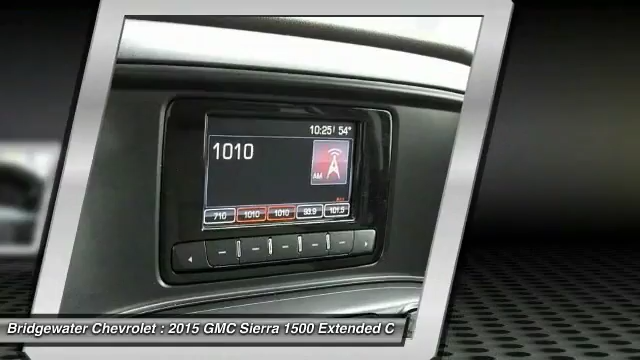 10:25 54°
1010
AM
710 1010 1010 93.9 101.5
Bridgewater Chevrolet : 2015 GMC Sierra 1500 Extended C